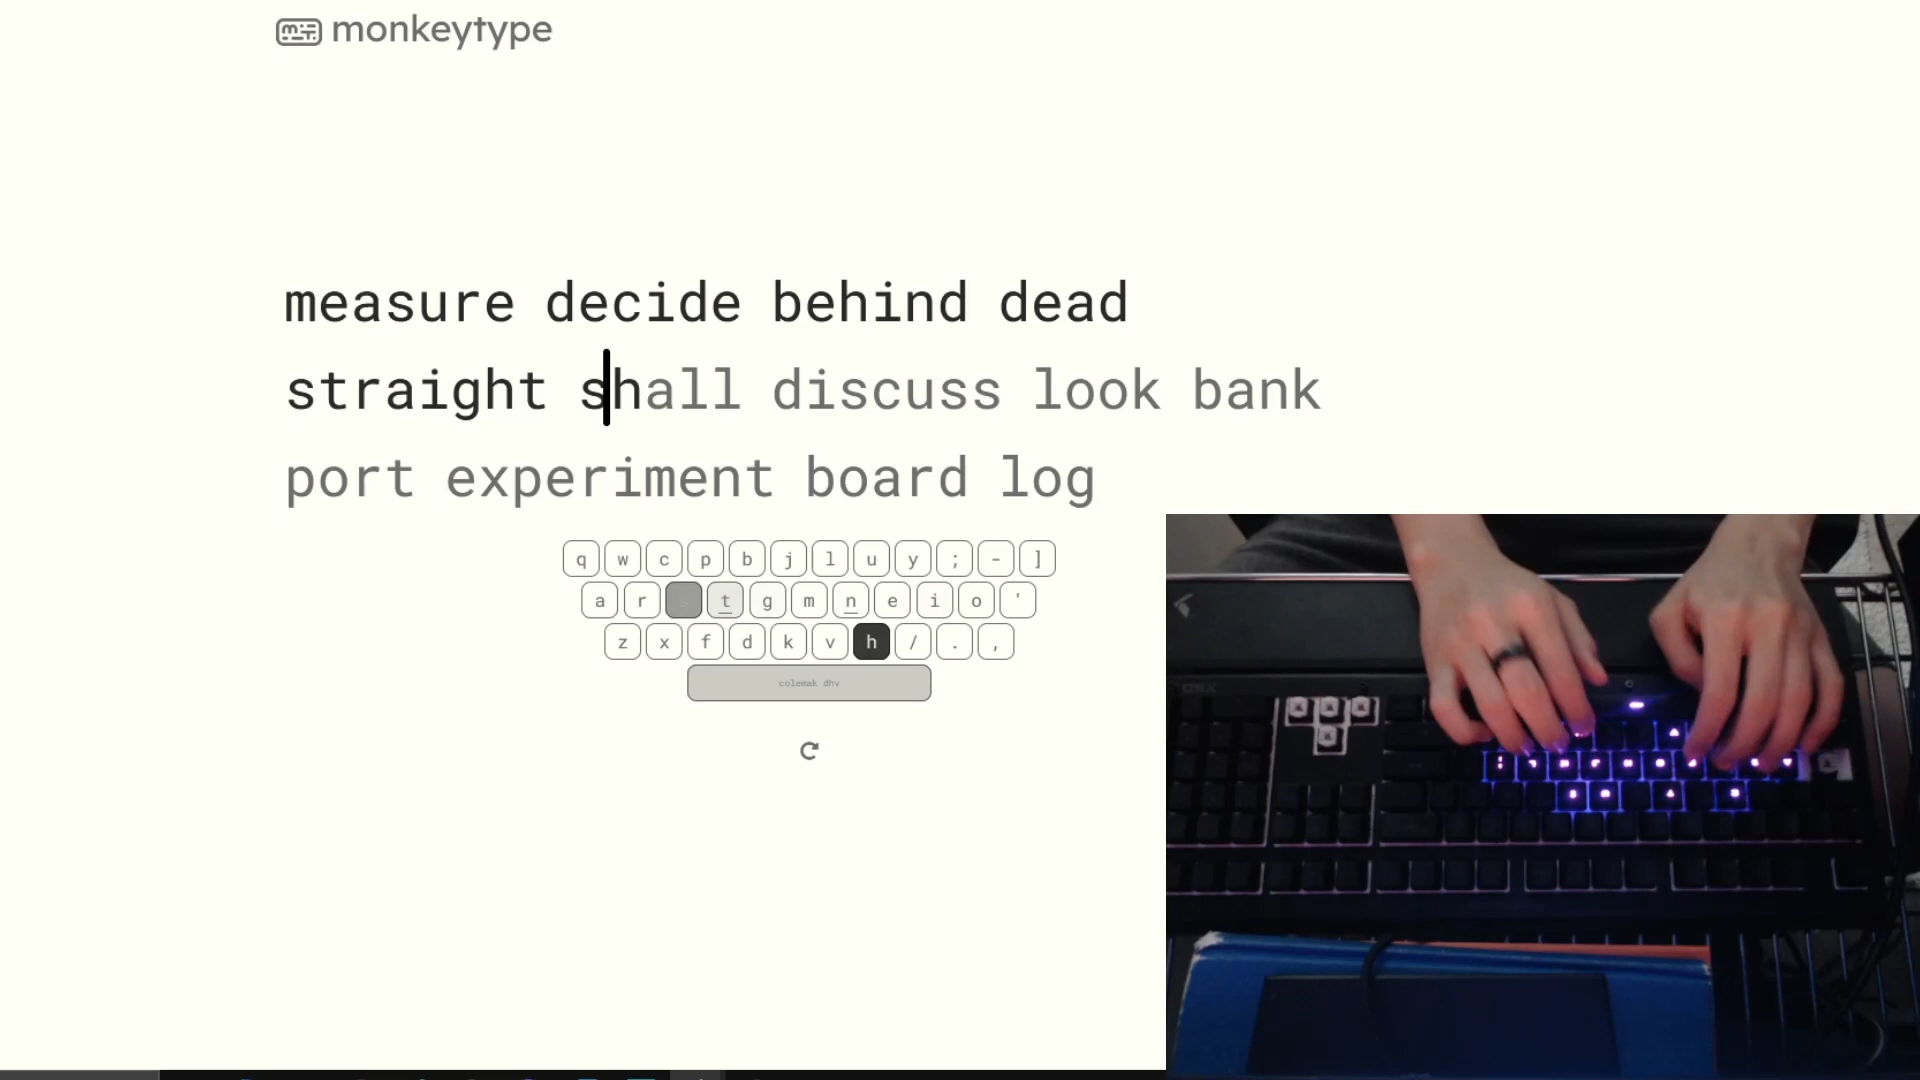 monkeytype
measure decide behind dead
straight shall discuss look bank
port experiment board log
q w c p b j l u y ; - ]
a r t g m n e i o '
z x f d k v h / . ,
colemak dhv